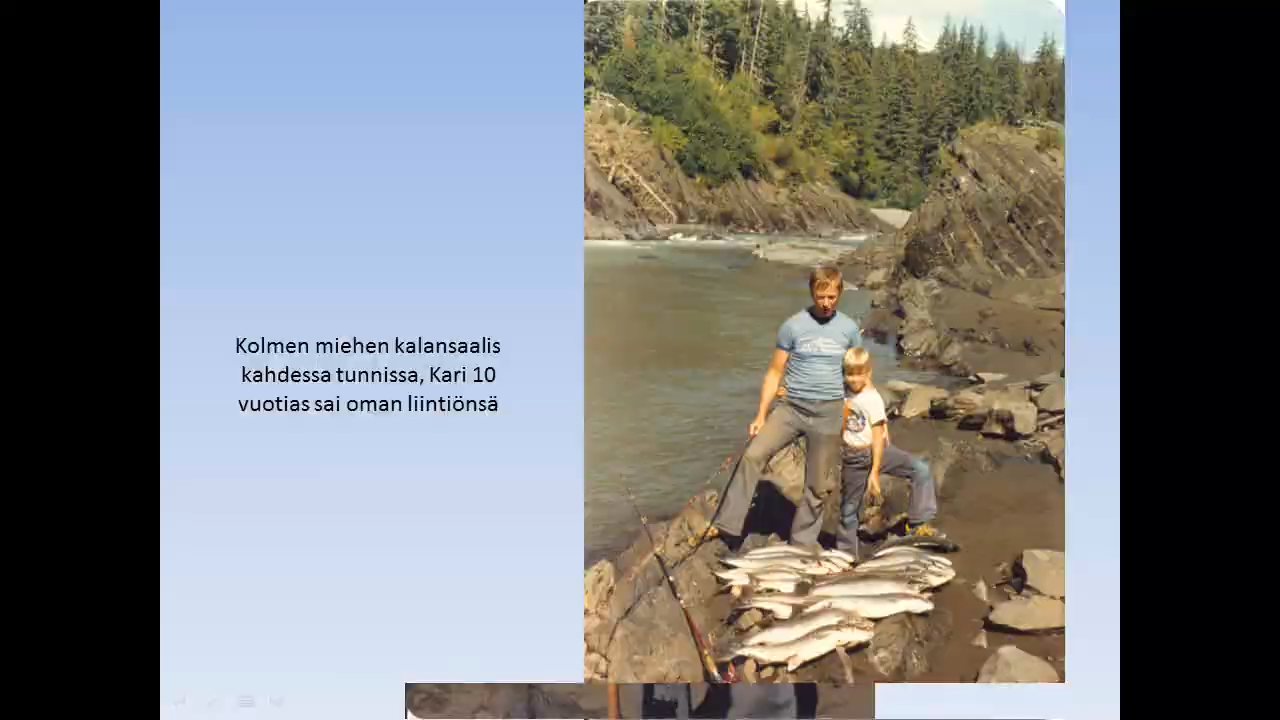 Kolmen miehen kalansaalis
kahdessa tunnissa, Kari 10
vuotias sai oman liintiönsä